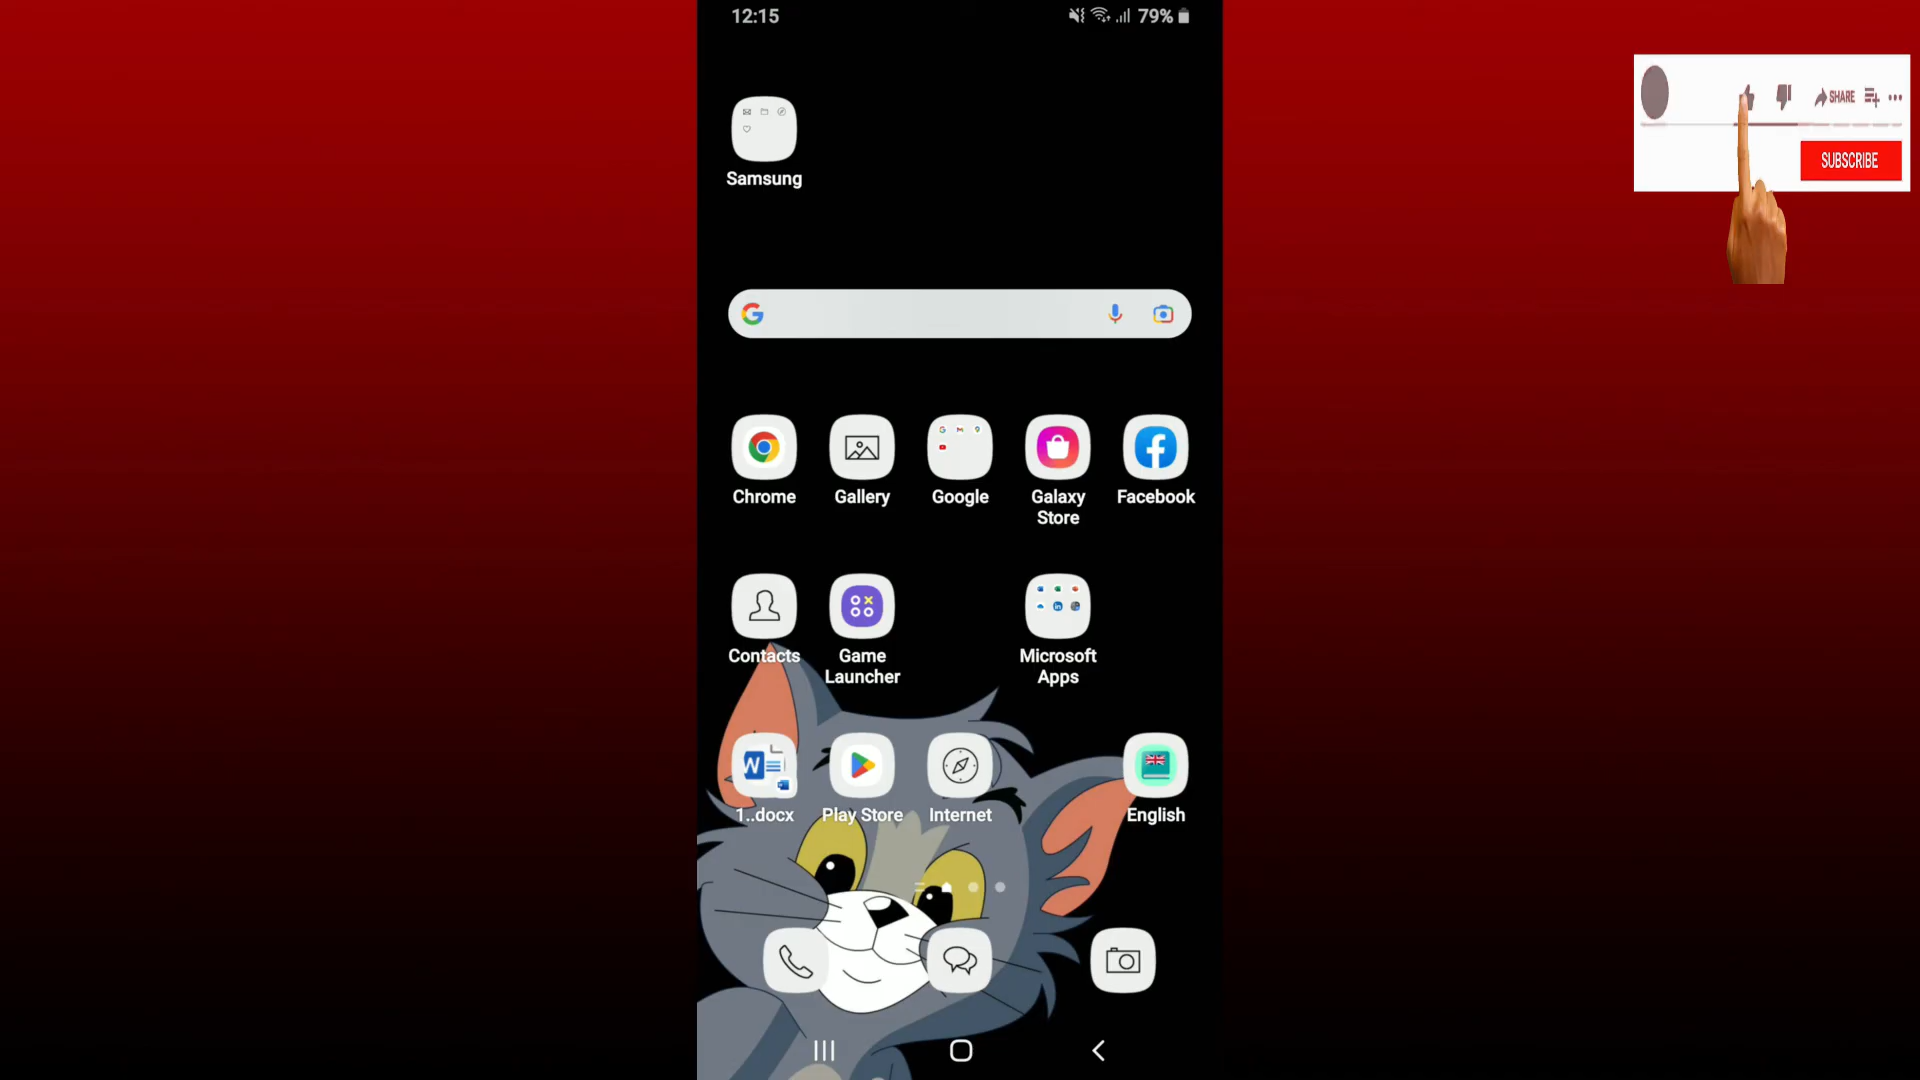 12:15
79%
SHARE
SUBSCRIBE
Samsung
Chrome
Gallery
Google
Galaxy
Store
Facebook
Contacts
Game
Launcher
Microsoft
Apps
1..docx
Play Store
Internet
English